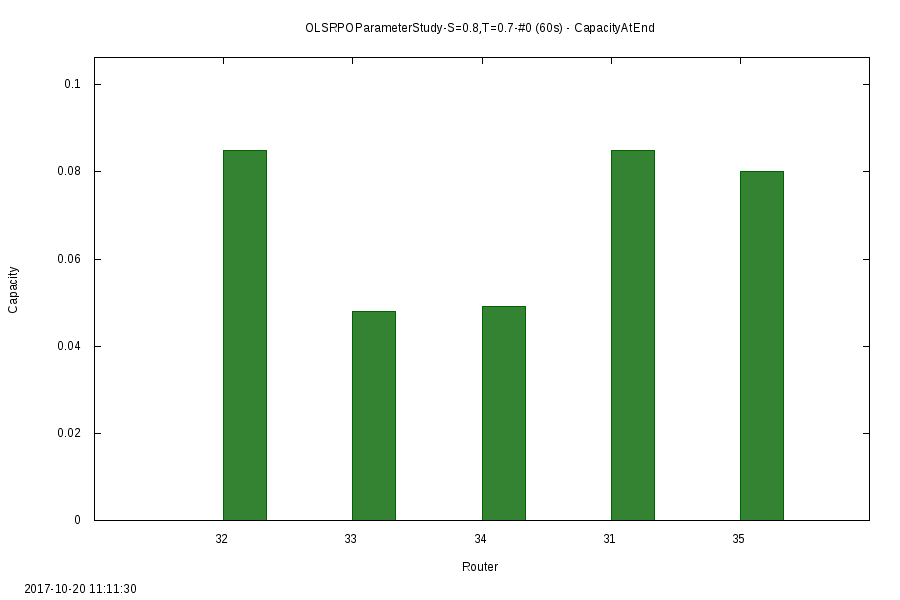 OLSRPOParameterStudy-S=0.8,T=0.7-#0 (60s) - CapacityAtEnd
0.1
0.08
0.06
0.04
0.02
0
Capacity
32 33 34 31 35
Router
2017-10-20 11:11:30